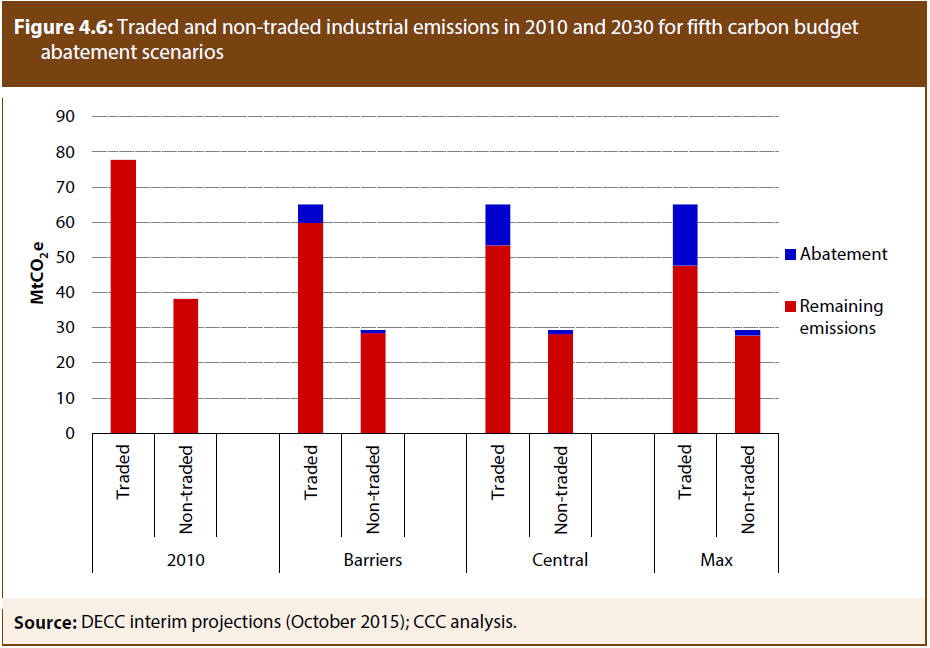 Figure 4.6: Traded and non-traded industrial emissions in 2010 and 2030 for fifth carbon budget
abatement scenarios
90
80
70
60
50
40
30
20
10
0
MtCO₂e
Abatement
Remaining
emissions
Traded
Non-traded
Traded
Non-traded
Traded
Non-traded
Traded
Non-traded
2010
Barriers
Central
Max
Source: DECC interim projections (October 2015); CCC analysis.